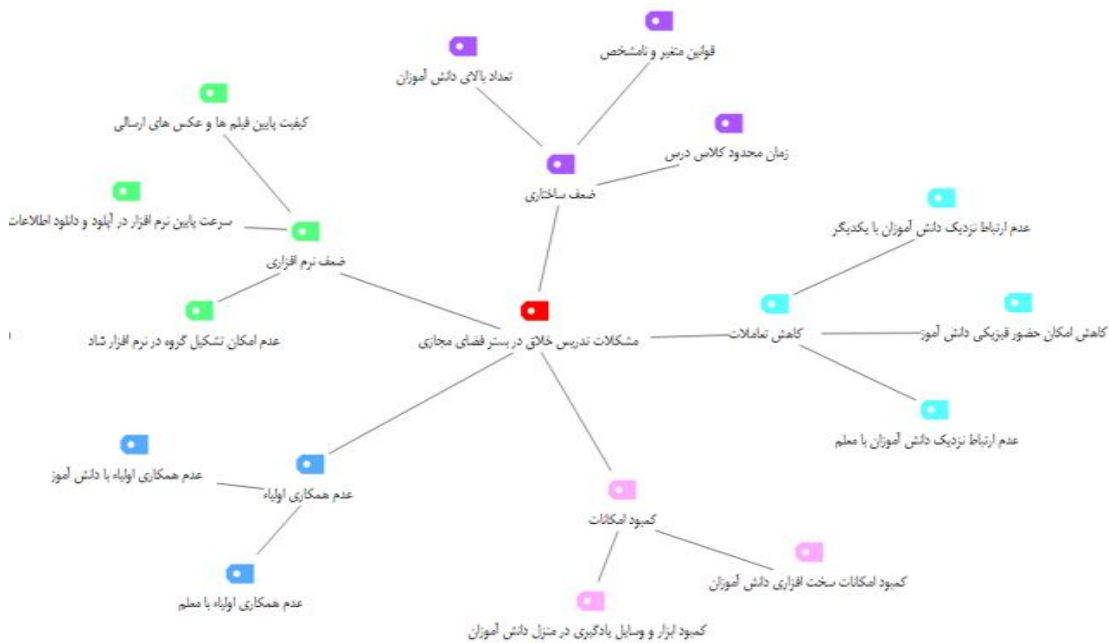 قوانین متغیر و نامشخص
تعداد بالای دانش آموزان
زمان محدود کلاس درس
ضعف ساختاری
کیفیت پایین فیلم ها و عکس های ارسالی
سرعت پایین نرم افزار در آپلود و دانلود اطلاعات
ضعف نرم افزاری
عدم امکان تشکیل گروه در نرم افزار شاد
عدم ارتباط نزدیک دانش آموزان با یکدیگر
کاهش امکان حضور فیزیکی دانش آموز
کاهش تعاملات
عدم ارتباط نزدیک دانش آموزان با معلم
مشکلات تدریس خلاق در بستر فضای مجازی
عدم همکاری اولیاء با دانش آموز
عدم همکاری اولیاء
عدم همکاری اولیاء با معلم
کمبود امکانات
کمبود امکانات سخت افزاری دانش آموزان
کمبود ابزار و وسایل یادگیری در منزل دانش آموزان